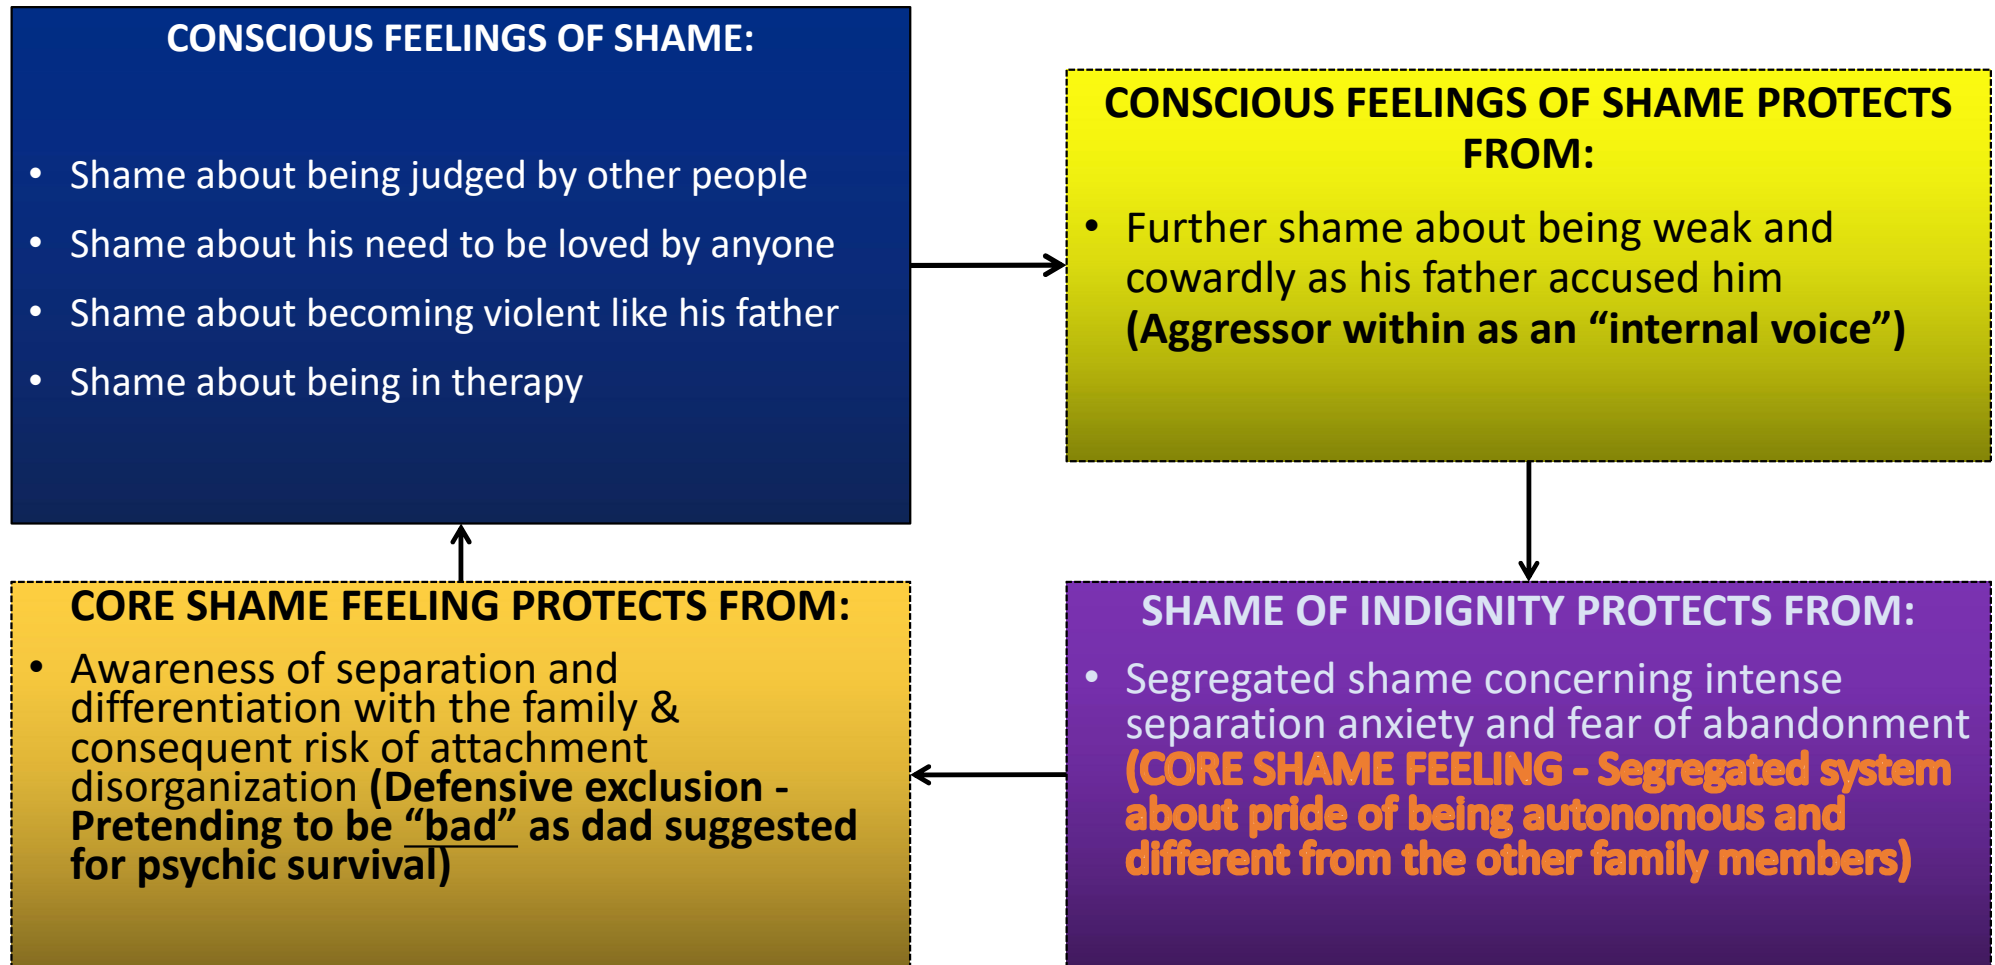 CONSCIOUS FEELINGS OF SHAME:
• Shame about being judged by other people
• Shame about his need to be loved by anyone
• Shame about becoming violent like his father
• Shame about being in therapy
CONSCIOUS FEELINGS OF SHAME PROTECTS
FROM:
• Further shame about being weak and
cowardly as his father accused him
(Aggressor within as an “internal voice”)
CORE SHAME FEELING PROTECTS FROM:
• Awareness of separation and
differentiation with the family &
consequent risk of attachment
disorganization (Defensive exclusion -
Pretending to be “bad” as dad suggested
for psychic survival)
SHAME OF INDIGNITY PROTECTS FROM:
• Segregated shame concerning intense
separation anxiety and fear of abandonment
(CORE SHAME FEELING - Segregated system
about pride of being autonomous and
different from the other family members)